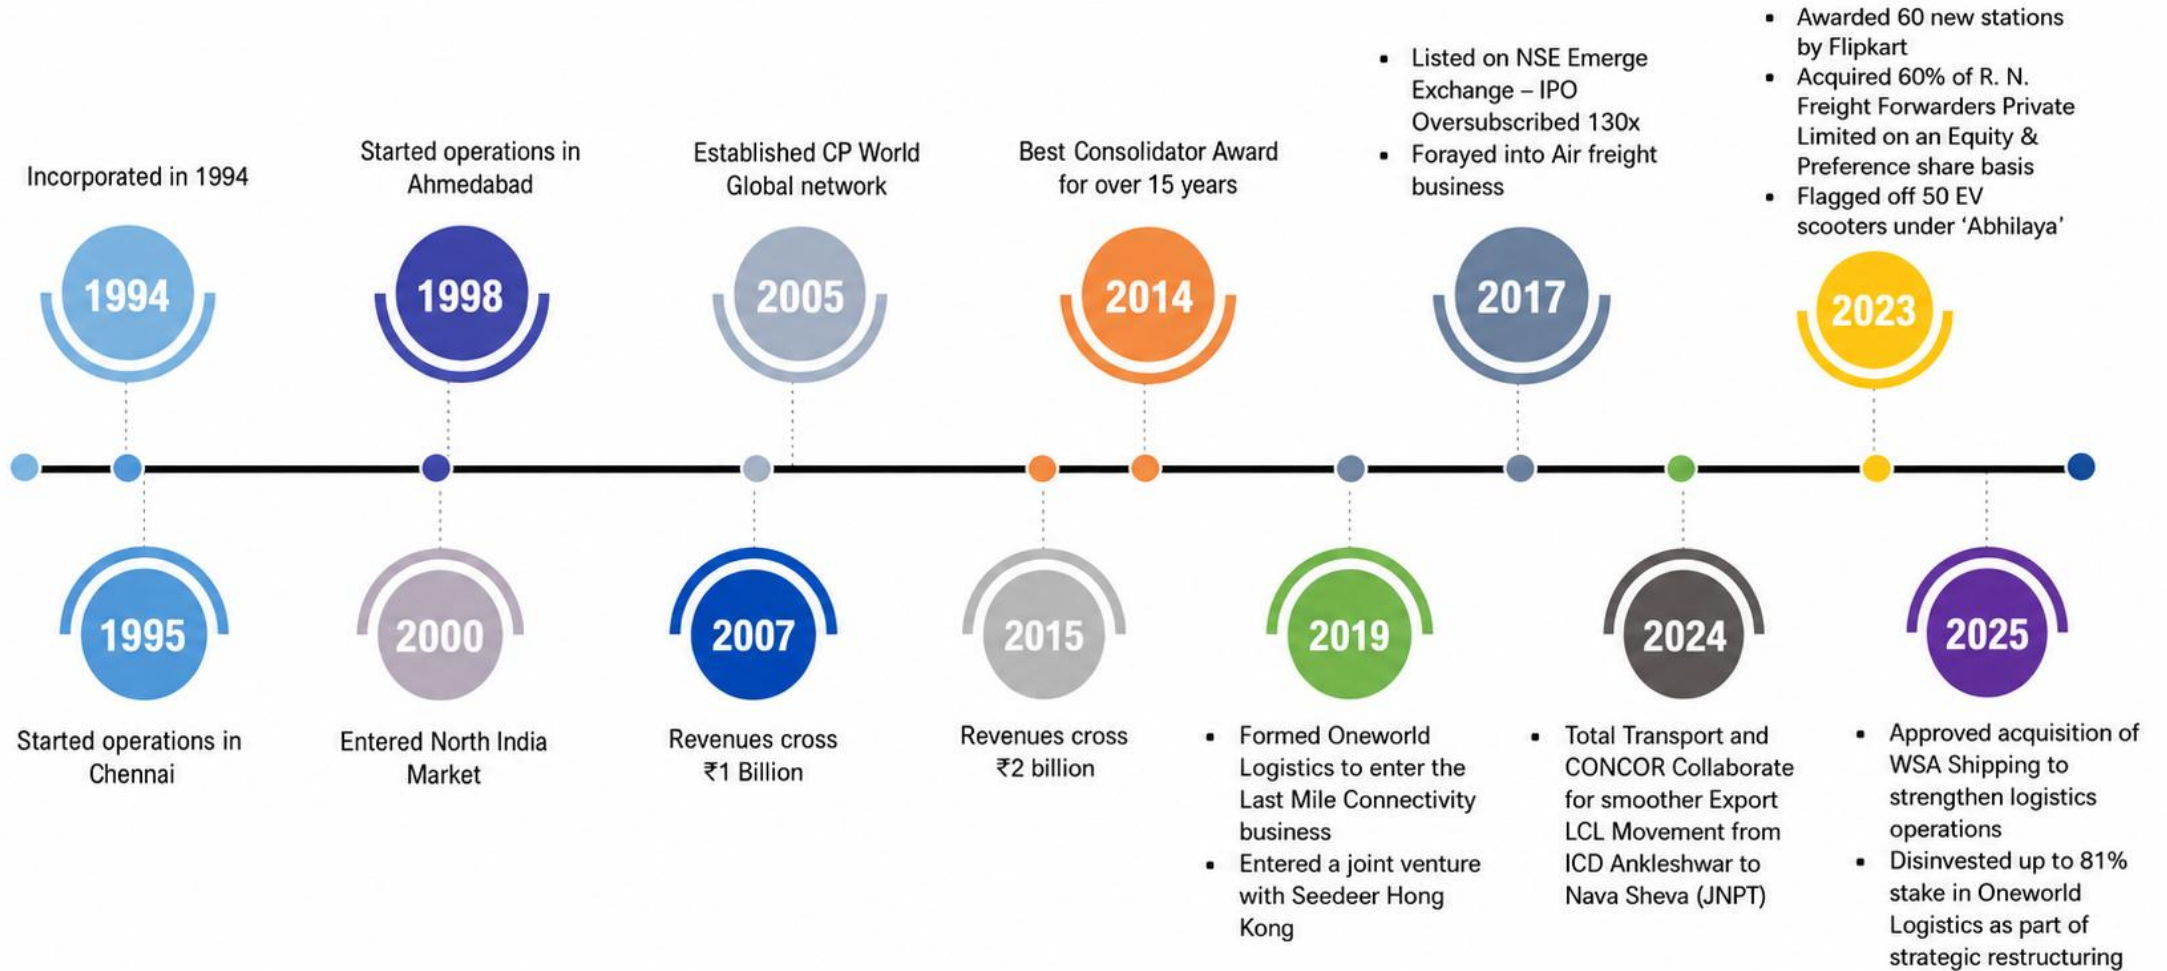 Incorporated in 1994
1994
Started operations in
Ahmedabad
1998
Established CP World
Global network
2005
Best Consolidator Award
for over 15 years
2014
▪ Listed on NSE Emerge
Exchange – IPO
Oversubscribed 130x
▪ Forayed into Air freight
business
2017
▪ Awarded 60 new stations
by Flipkart
▪ Acquired 60% of R. N.
Freight Forwarders Private
Limited on an Equity &
Preference share basis
▪ Flagged off 50 EV
scooters under ‘Abhilaya’
2023
1995
Started operations in
Chennai
2000
Entered North India
Market
2007
Revenues cross
₹1 Billion
2015
Revenues cross
₹2 billion
2019
▪ Formed Oneworld
Logistics to enter the
Last Mile Connectivity
business
▪ Entered a joint venture
with Seedeer Hong
Kong
2024
▪ Total Transport and
CONCOR Collaborate
for smoother Export
LCL Movement from
ICD Ankleshwar to
Nava Sheva (JNPT)
2025
▪ Approved acquisition of
WSA Shipping to
strengthen logistics
operations
▪ Disinvested up to 81%
stake in Oneworld
Logistics as part of
strategic restructuring